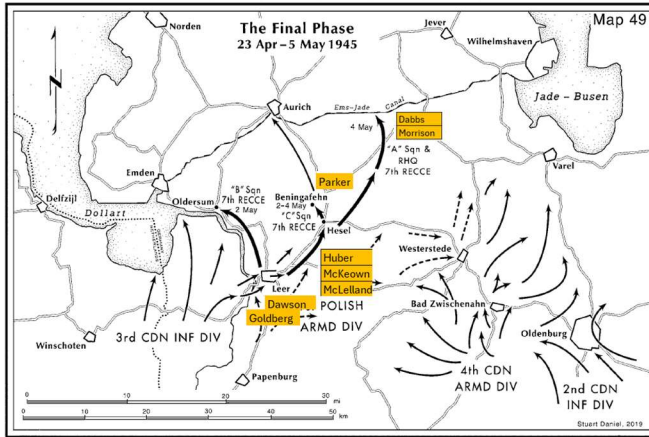 Map 49
The Final Phase
23 Apr – 5 May 1945
Norden
Jever
Wilhelmshaven
N
Aurich
Ems-Jade Canal
Jade - Busen
4 May
Dabbs
Morrison
"A" Sqn &
RHQ
7th RECCE
Varel
Emden
Parker
Delfzijl
Dollart
Oldersum
"B" Sqn
7th RECCE
2 May
Beningafehn
2-4 May
"C" Sqn
7th RECCE
Hesel
Westerstede
Huber
McKeown
McLelland
Leer
Bad Zwischenahn
Dawson
Goldberg
POLISH
ARMD DIV
3rd CDN INF DIV
Winschoten
Oldenburg
4th CDN
ARMD DIV
2nd CDN
INF DIV
Papenburg
0 10 20 30
mi
0 10 20 30 40 50
km
Stuart Daniel, 2019